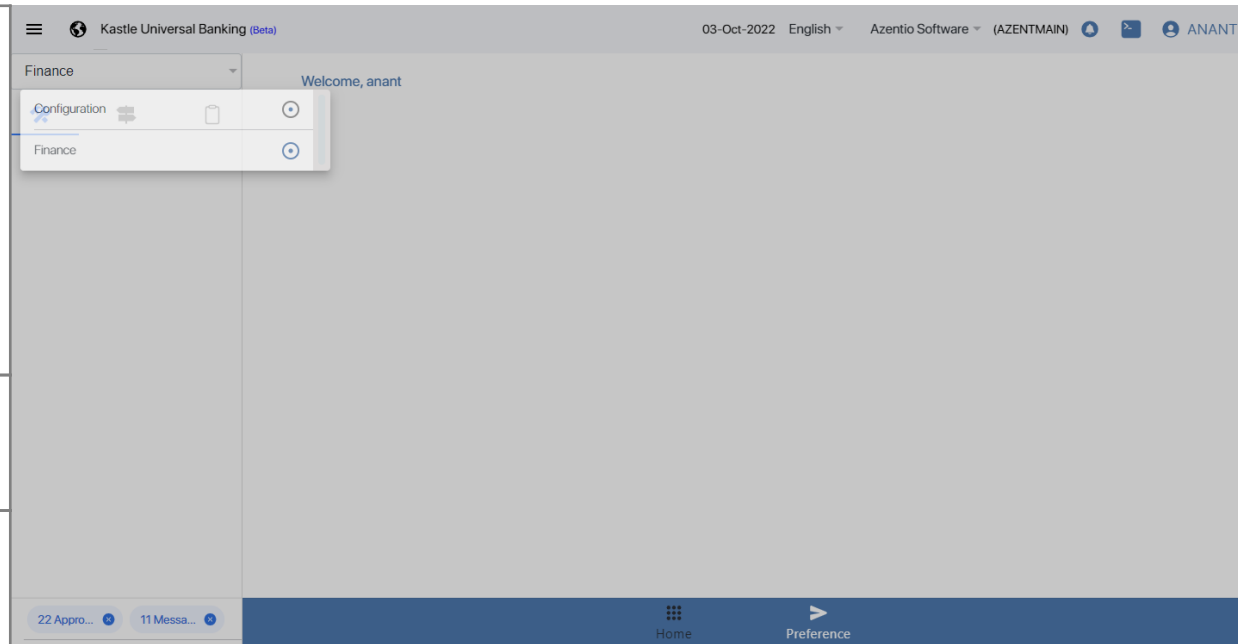 Kastle Universal Banking (Beta) 03-Oct-2022 English Azentio Software (AZENTMAIN) ANANT
Finance
Welcome, anant
Configuration
Finance
22 Appro... 11 Messa...
Home Preference